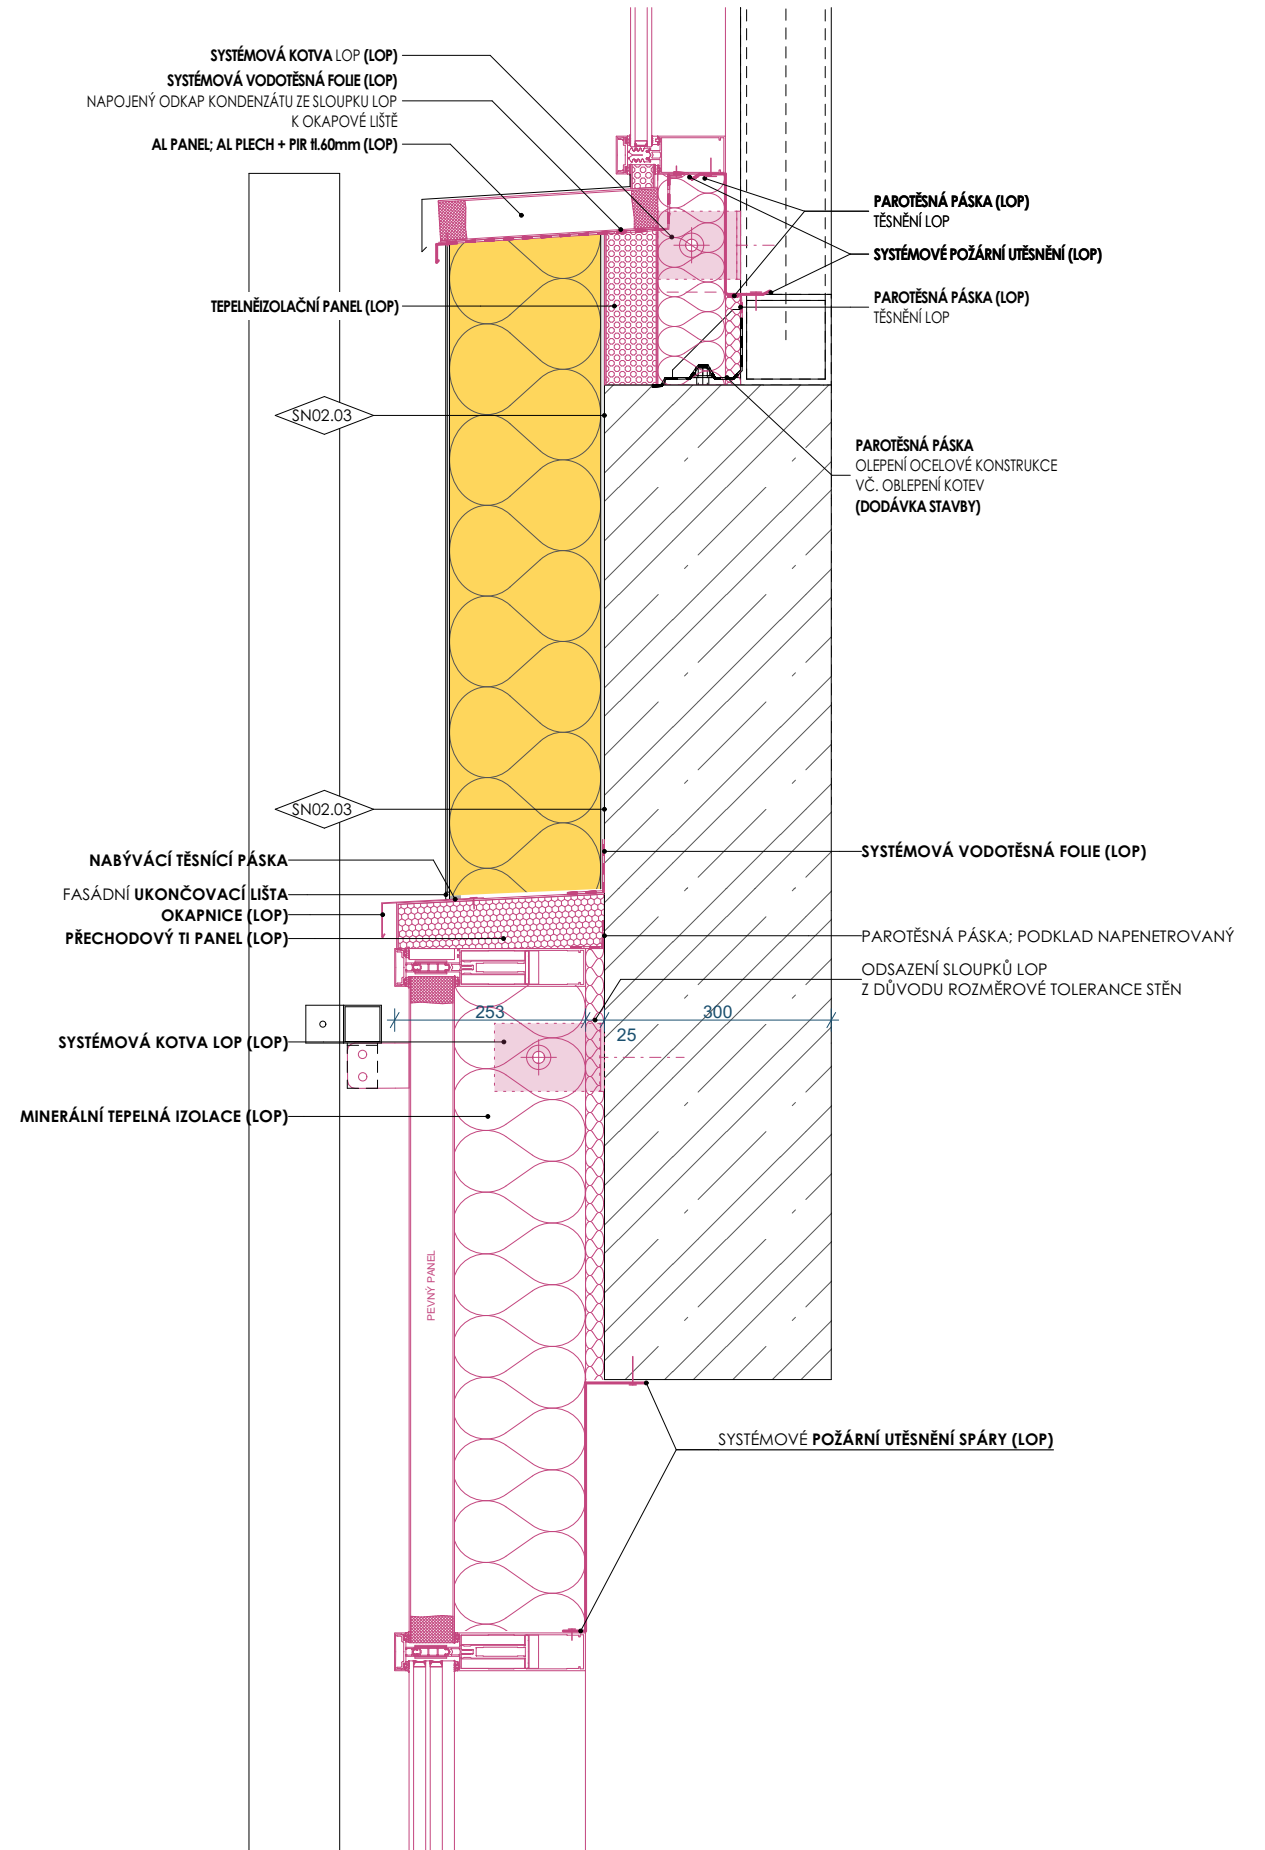 SYSTÉMOVÁ KOTVA LOP (LOP)
SYSTÉMOVÁ VODOTĚSNÁ FOLIE (LOP)
NAPOJENÝ ODKAP KONDENZÁTU ZE SLOUPKU LOP
K OKAPOVÉ LIŠTĚ
AL PANEL; AL PLECH + PIR tl.60mm (LOP)
PAROTĚSNÁ PÁSKA (LOP)
TĚSNĚNÍ LOP
SYSTÉMOVÉ POŽÁRNÍ UTĚSNĚNÍ (LOP)
TEPELNĚIZOLAČNÍ PANEL (LOP)
PAROTĚSNÁ PÁSKA (LOP)
TĚSNĚNÍ LOP
SN02.03
PAROTĚSNÁ PÁSKA
OLEPENÍ OCELOVÉ KONSTRUKCE
VČ. OBLEPENÍ KOTEV
(DODÁVKA STAVBY)
SN02.03
NABÝVÁCÍ TĚSNÍCÍ PÁSKA
SYSTÉMOVÁ VODOTĚSNÁ FOLIE (LOP)
FASÁDNÍ UKONČOVACÍ LIŠTA
OKAPNICE (LOP)
PŘECHODOVÝ TI PANEL (LOP)
PAROTĚSNÁ PÁSKA; PODKLAD NAPENETROVANÝ
ODSAZENÍ SLOUPKŮ LOP
Z DŮVODU ROZMĚROVÉ TOLERANCE STĚN
253
300
25
SYSTÉMOVÁ KOTVA LOP (LOP)
MINERÁLNÍ TEPELNÁ IZOLACE (LOP)
PEVNÝ PANEL
SYSTÉMOVÉ POŽÁRNÍ UTĚSNĚNÍ SPÁRY (LOP)